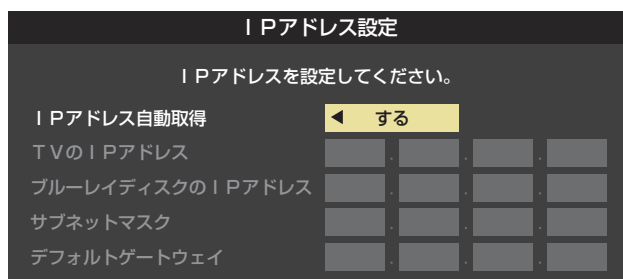 IPアドレス設定
IPアドレスを設定してください。
IPアドレス自動取得 ◀ する
TVのIPアドレス . . .
ブルーレイディスクのIPアドレス . . .
サブネットマスク . . .
デフォルトゲートウェイ . . .